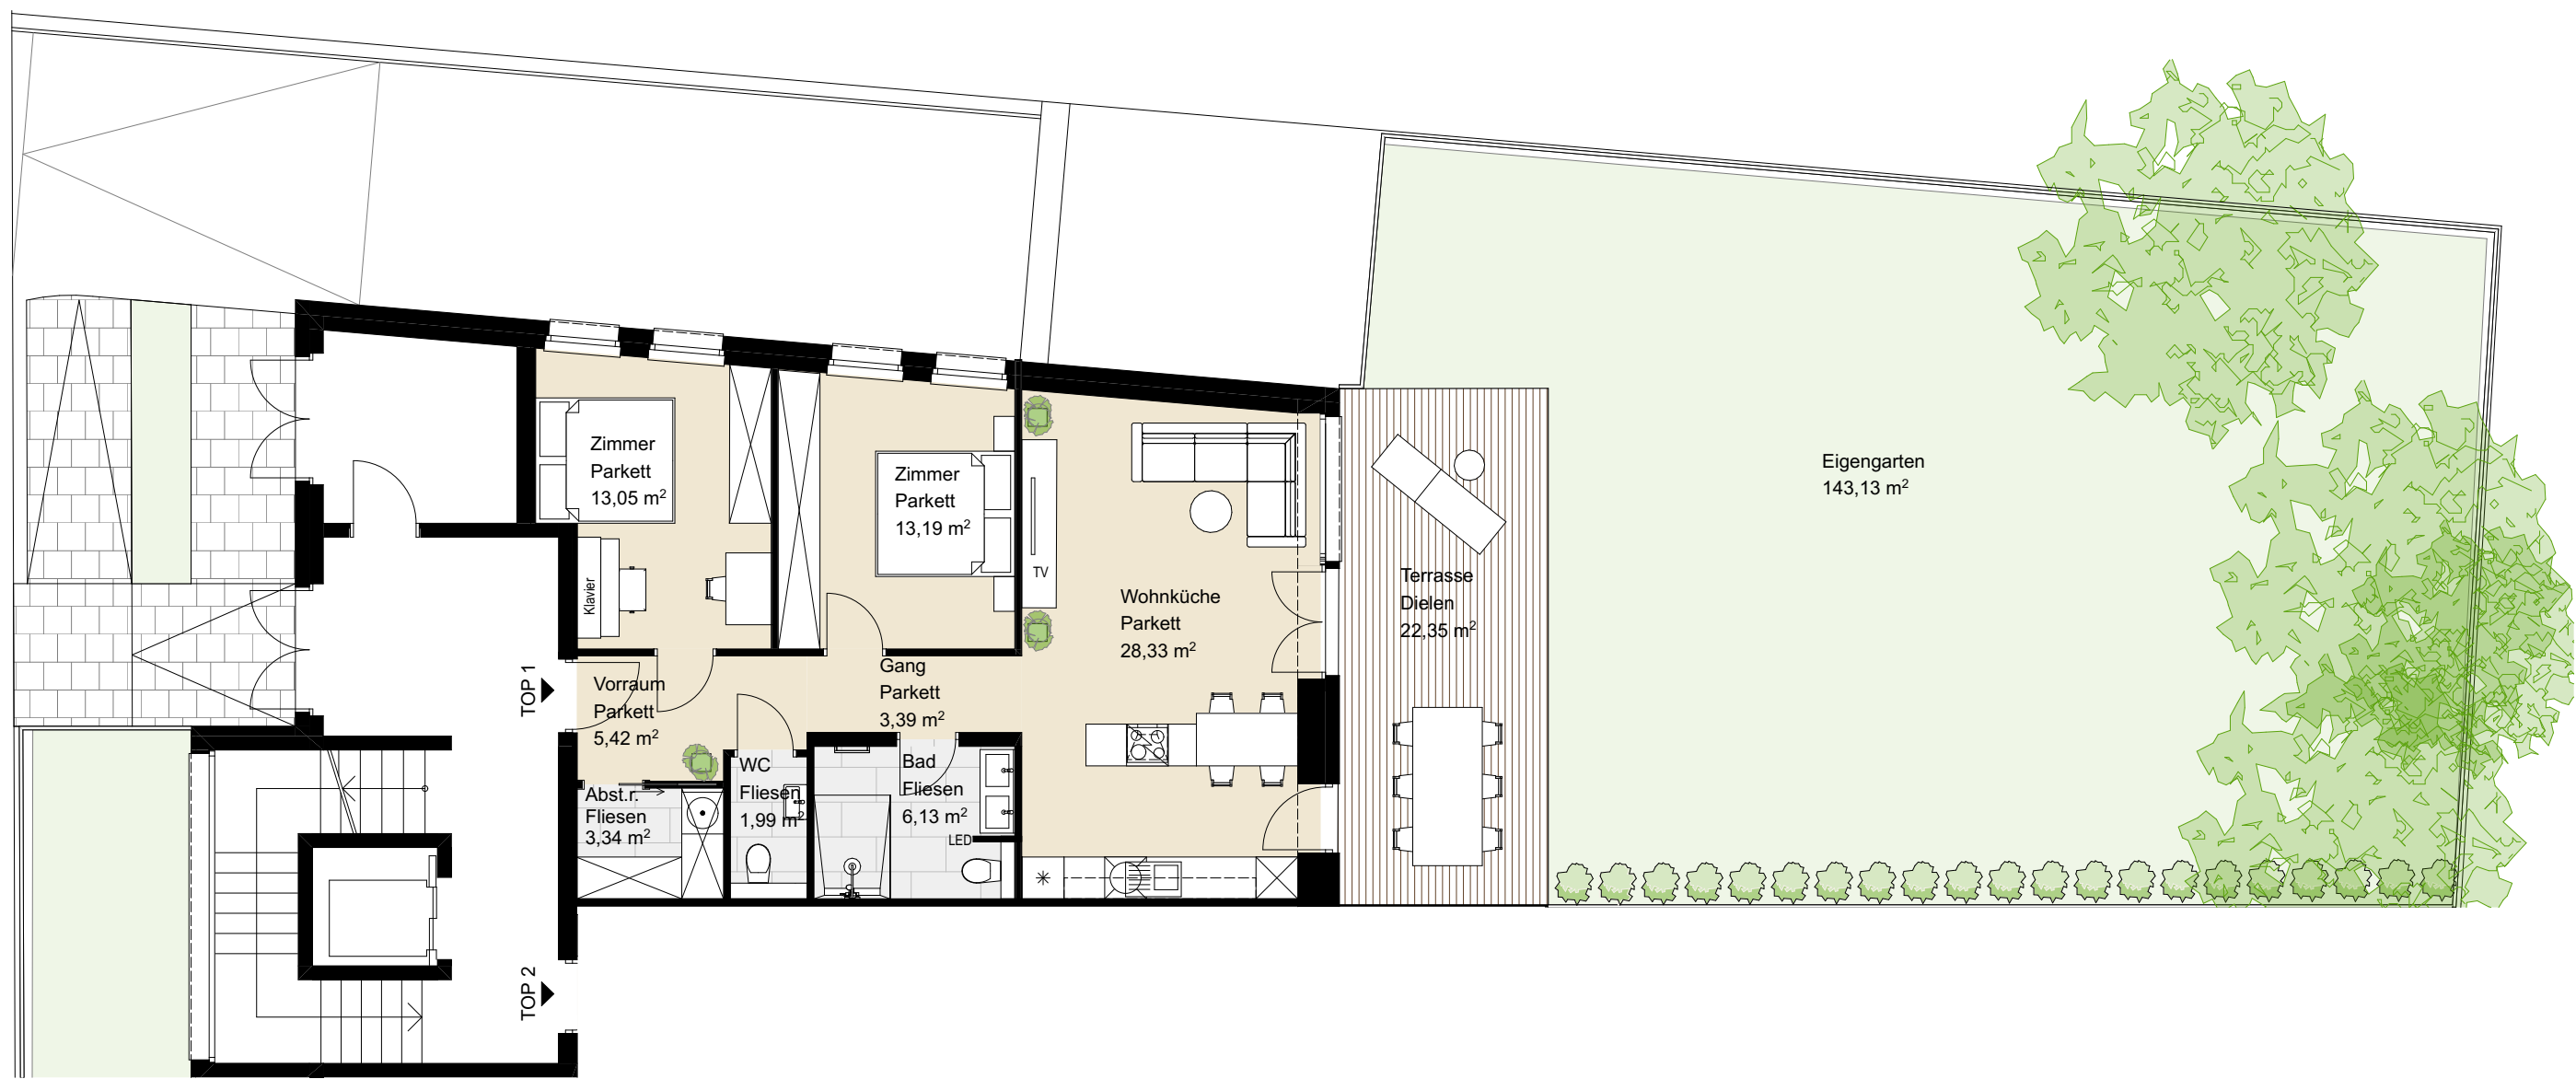 Zimmer
Parkett
13,05 m²
Zimmer
Parkett
13,19 m²
Klavier
TV
Wohnküche
Parkett
28,33 m²
Terrasse
Dielen
22,35 m²
Eigengarten
143,13 m²
TOP 1
Vorraum
Parkett
5,42 m²
Gang
Parkett
3,39 m²
Abst.r.
Fliesen
3,34 m²
WC
Fliesen
1,99 m²
Bad
Fliesen
6,13 m²
LED
TOP 2